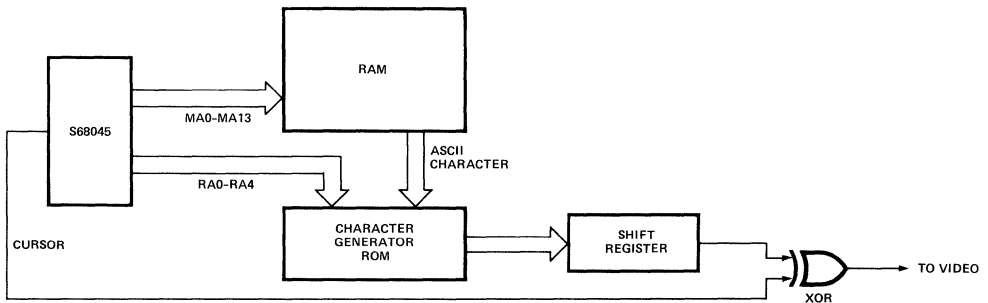 RAM
S68045
MA0-MA13
ASCII
CHARACTER
RA0-RA4
CHARACTER
GENERATOR
ROM
SHIFT
REGISTER
CURSOR
TO VIDEO
XOR